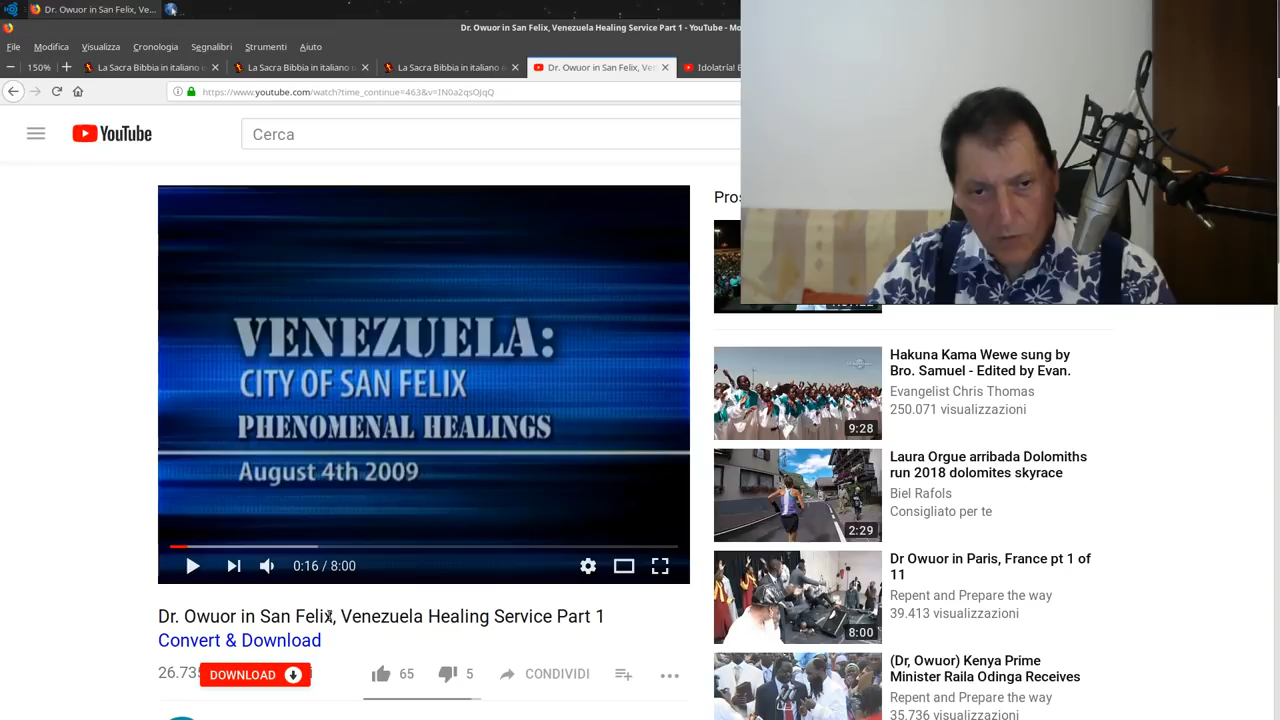 Modifica Dr. Owuor in San Felix, Ve...
Dr. Owuor in San Felix, Venezuela Healing Service Part 1 - YouTube - Mo
File Modifica Visualizza Cronologia Segnalibri Strumenti Aiuto
150% La Sacra Bibbia in italiano La Sacra Bibbia in italiano La Sacra Bibbia in italiano Dr. Owuor in San Felix, Ven Idolatria!
https://www.youtube.com/watch?time_continue=463&v=IN0a2qsOJqQ
YouTube
Cerca
Pros
VENEZUELA:
CITY OF SAN FELIX
PHENOMENAL HEALINGS
August 4th 2009
0:16 / 8:00
Dr. Owuor in San Felix, Venezuela Healing Service Part 1
Convert & Download
26.735
DOWNLOAD
65
5
CONDIVIDI
Hakuna Kama Wewe sung by
Bro. Samuel - Edited by Evan.
Evangelist Chris Thomas
250.071 visualizzazioni
9:28
Laura Orgue arribada Dolomiths
run 2018 dolomites skyrace
Biel Rafols
Consigliato per te
2:29
Dr Owuor in Paris, France pt 1 of
11
Repent and Prepare the way
39.413 visualizzazioni
8:00
(Dr, Owuor) Kenya Prime
Minister Raila Odinga Receives
Repent and Prepare the way
35.736 visualizzazioni